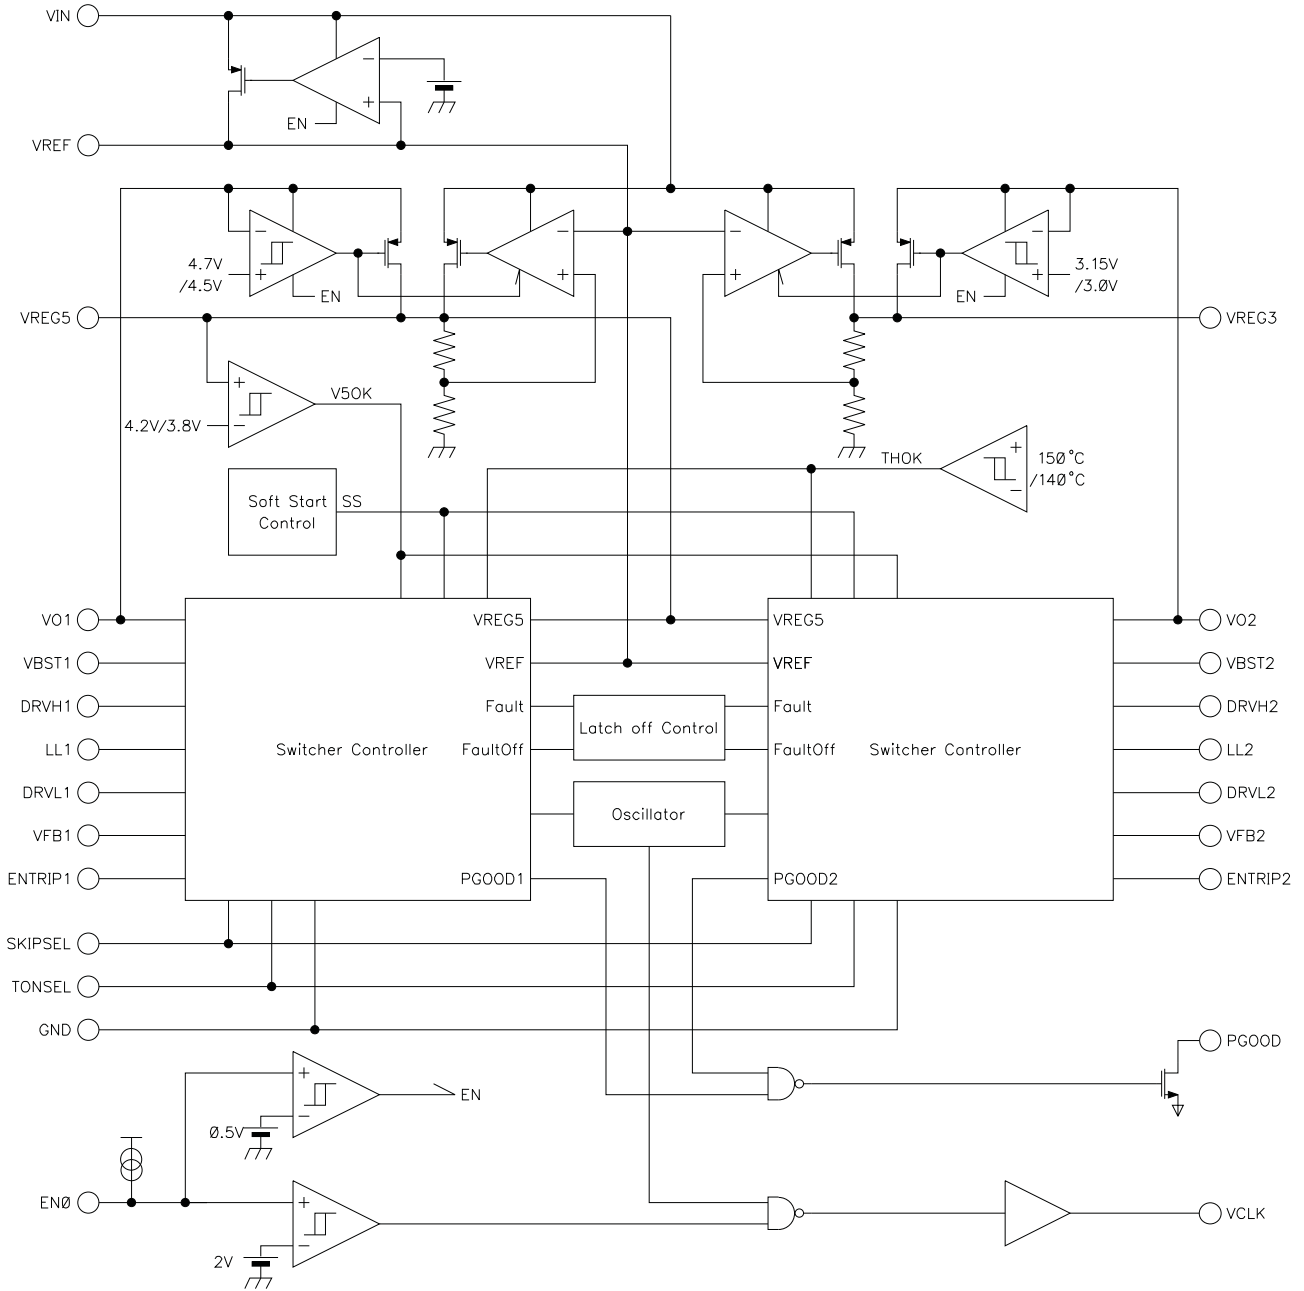 VIN
−
+
EN
VREF
−
4.7V
/4.5V
+
EN
−
+
−
+
−
3.15V
/3.0V
+
EN
VREG5
VREG3
+
V5OK
4.2V/3.8V
−
THOK
+
150°C
/140°C
−
Soft Start
Control
SS
VO1
VREG5
VREG5
VO2
VBST1
VREF
VREF
VBST2
DRVH1
Fault
Fault
DRVH2
Latch off Control
LL1
Switcher Controller
FaultOff
FaultOff
Switcher Controller
LL2
DRVL1
DRVL2
Oscillator
VFB1
VFB2
ENTRIP1
PGOOD1
PGOOD2
ENTRIP2
SKIPSEL
TONSEL
GND
PGOOD
+
EN
−
0.5V
EN0
+
VCLK
−
2V